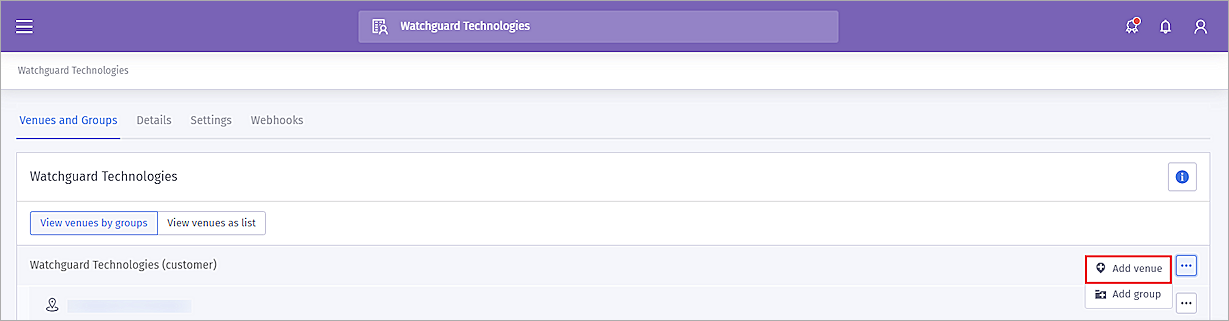 Watchguard Technologies
Watchguard Technologies
Venues and Groups Details Settings Webhooks
Watchguard Technologies
View venues by groups View venues as list
Watchguard Technologies (customer)
Add venue
Add group